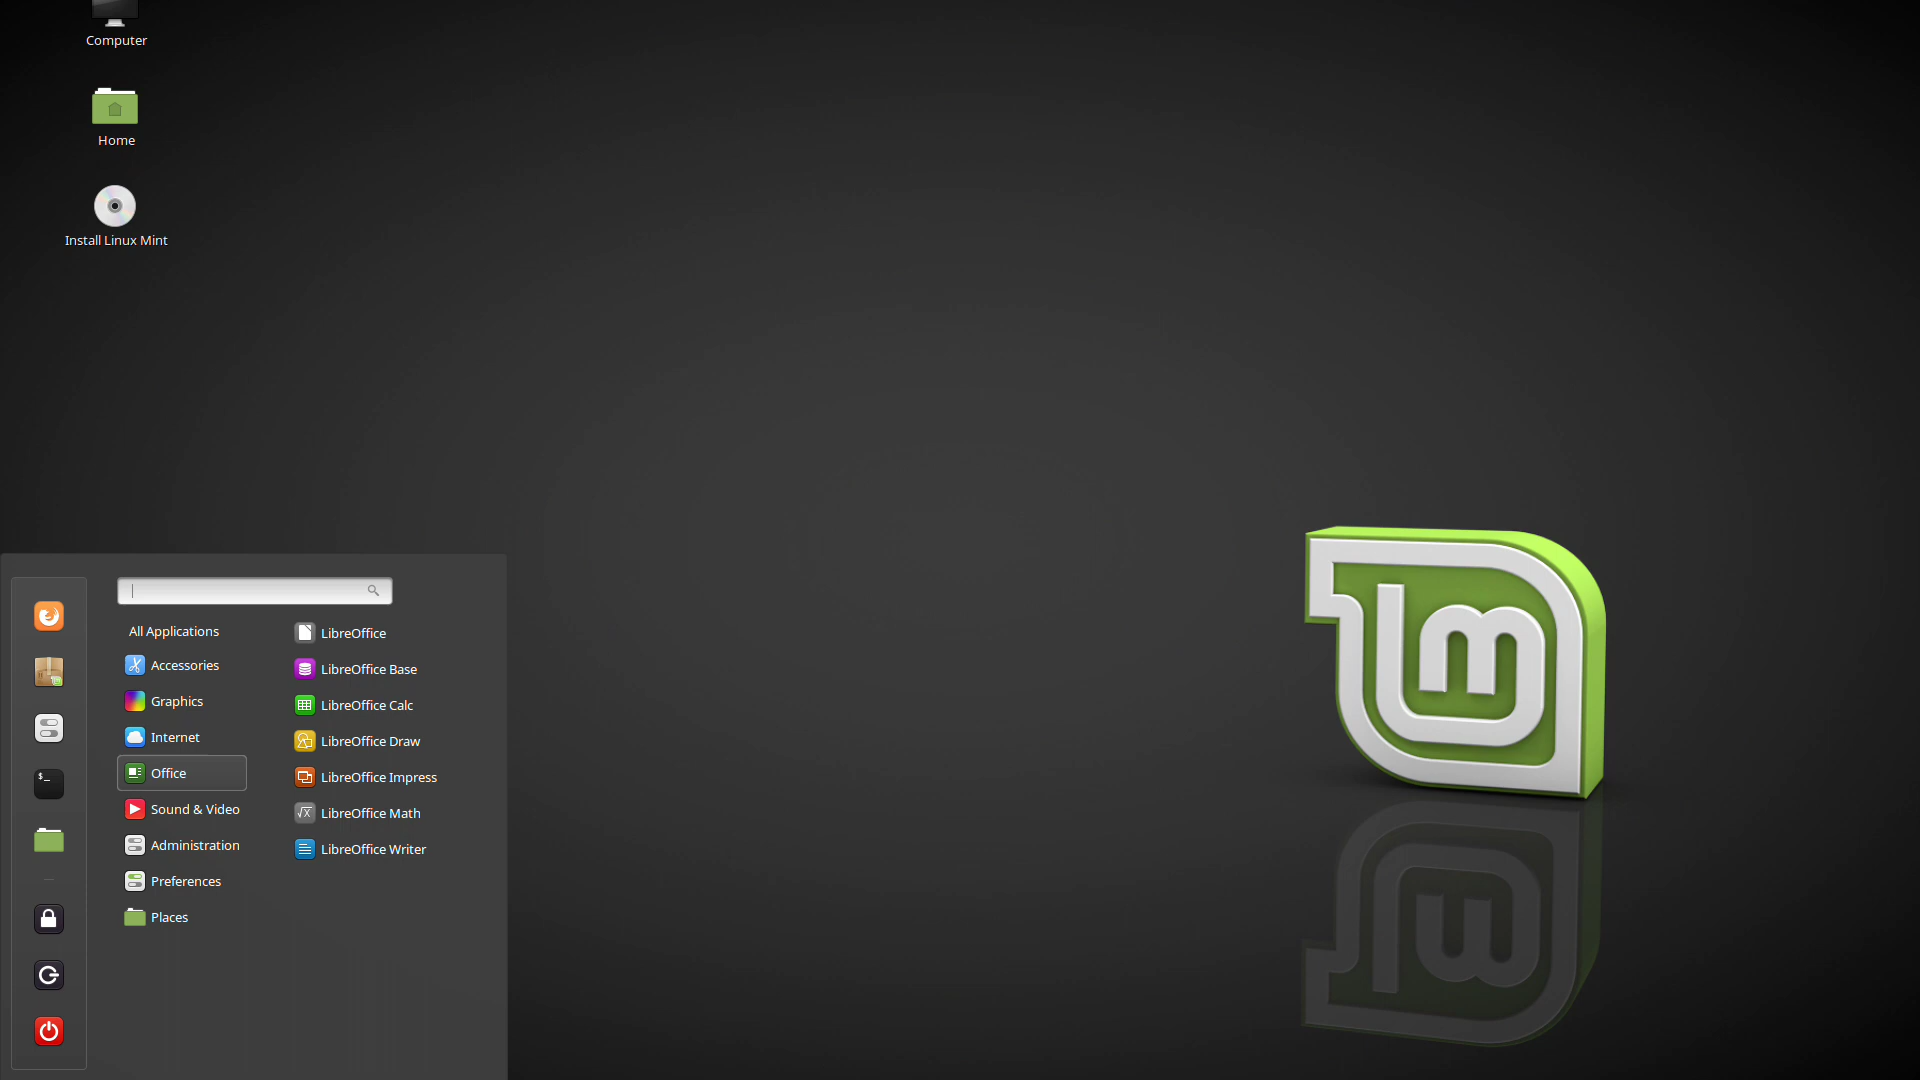 Computer
Home
Install Linux Mint
All Applications
Accessories
Graphics
Internet
Office
Sound & Video
Administration
Preferences
Places
LibreOffice
LibreOffice Base
LibreOffice Calc
LibreOffice Draw
LibreOffice Impress
LibreOffice Math
LibreOffice Writer
$_
√x
lm